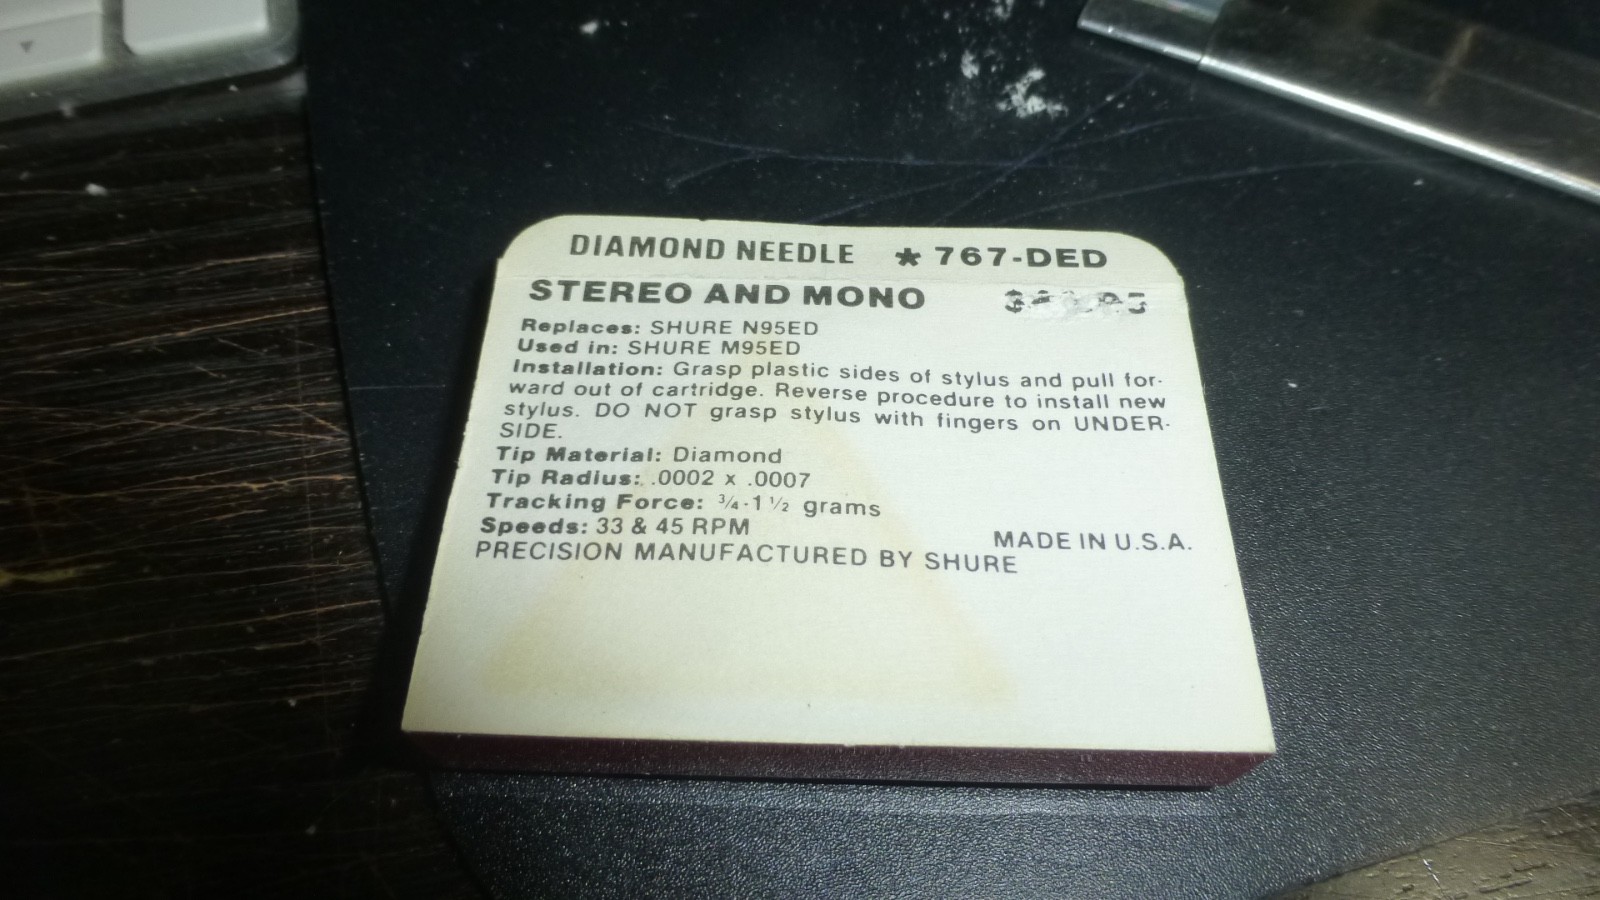 DIAMOND NEEDLE * 767-DED
STEREO AND MONO
Replaces: SHURE N95ED
Used in: SHURE M95ED
Installation: Grasp plastic sides of stylus and pull for-
ward out of cartridge. Reverse procedure to install new
stylus. DO NOT grasp stylus with fingers on UNDER-
SIDE.
Tip Material: Diamond
Tip Radius: .0002 x .0007
Tracking Force: ¾-1½ grams
Speeds: 33 & 45 RPM
MADE IN U.S.A.
PRECISION MANUFACTURED BY SHURE